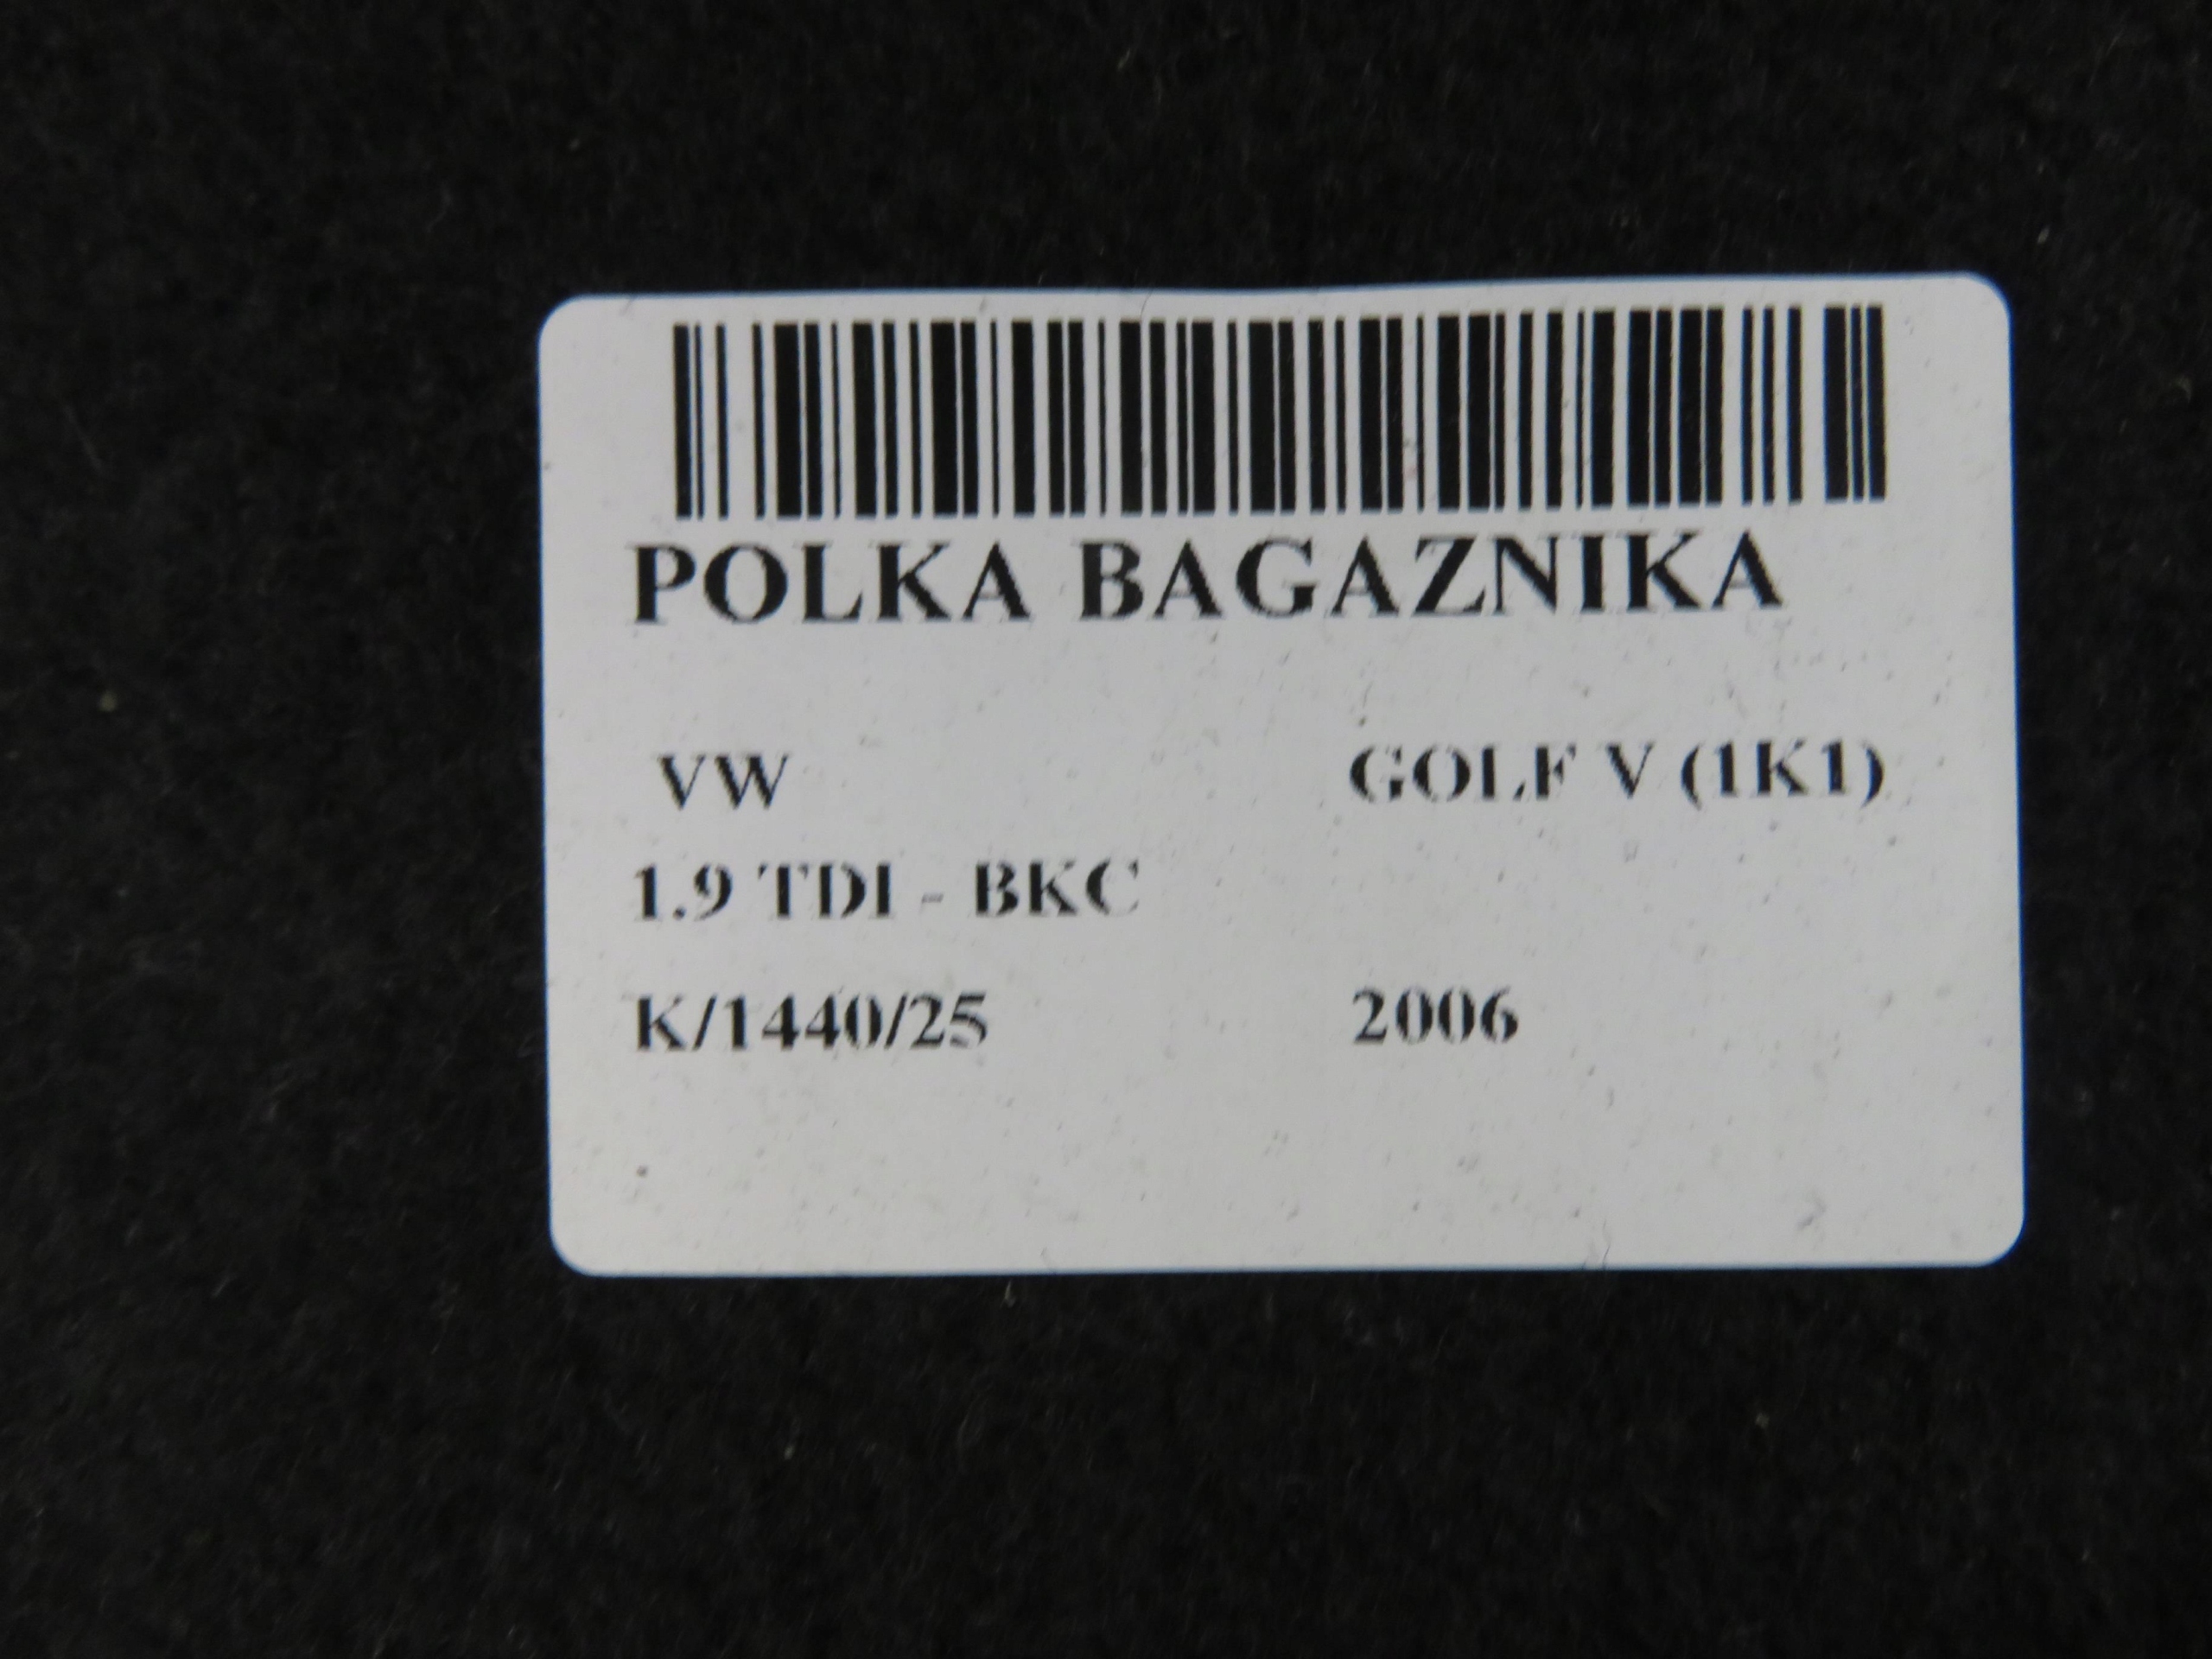 POLKA BAGAZNIKA
VW GOLF V (1K1)
1.9 TDI - BKC
K/1440/25 2006